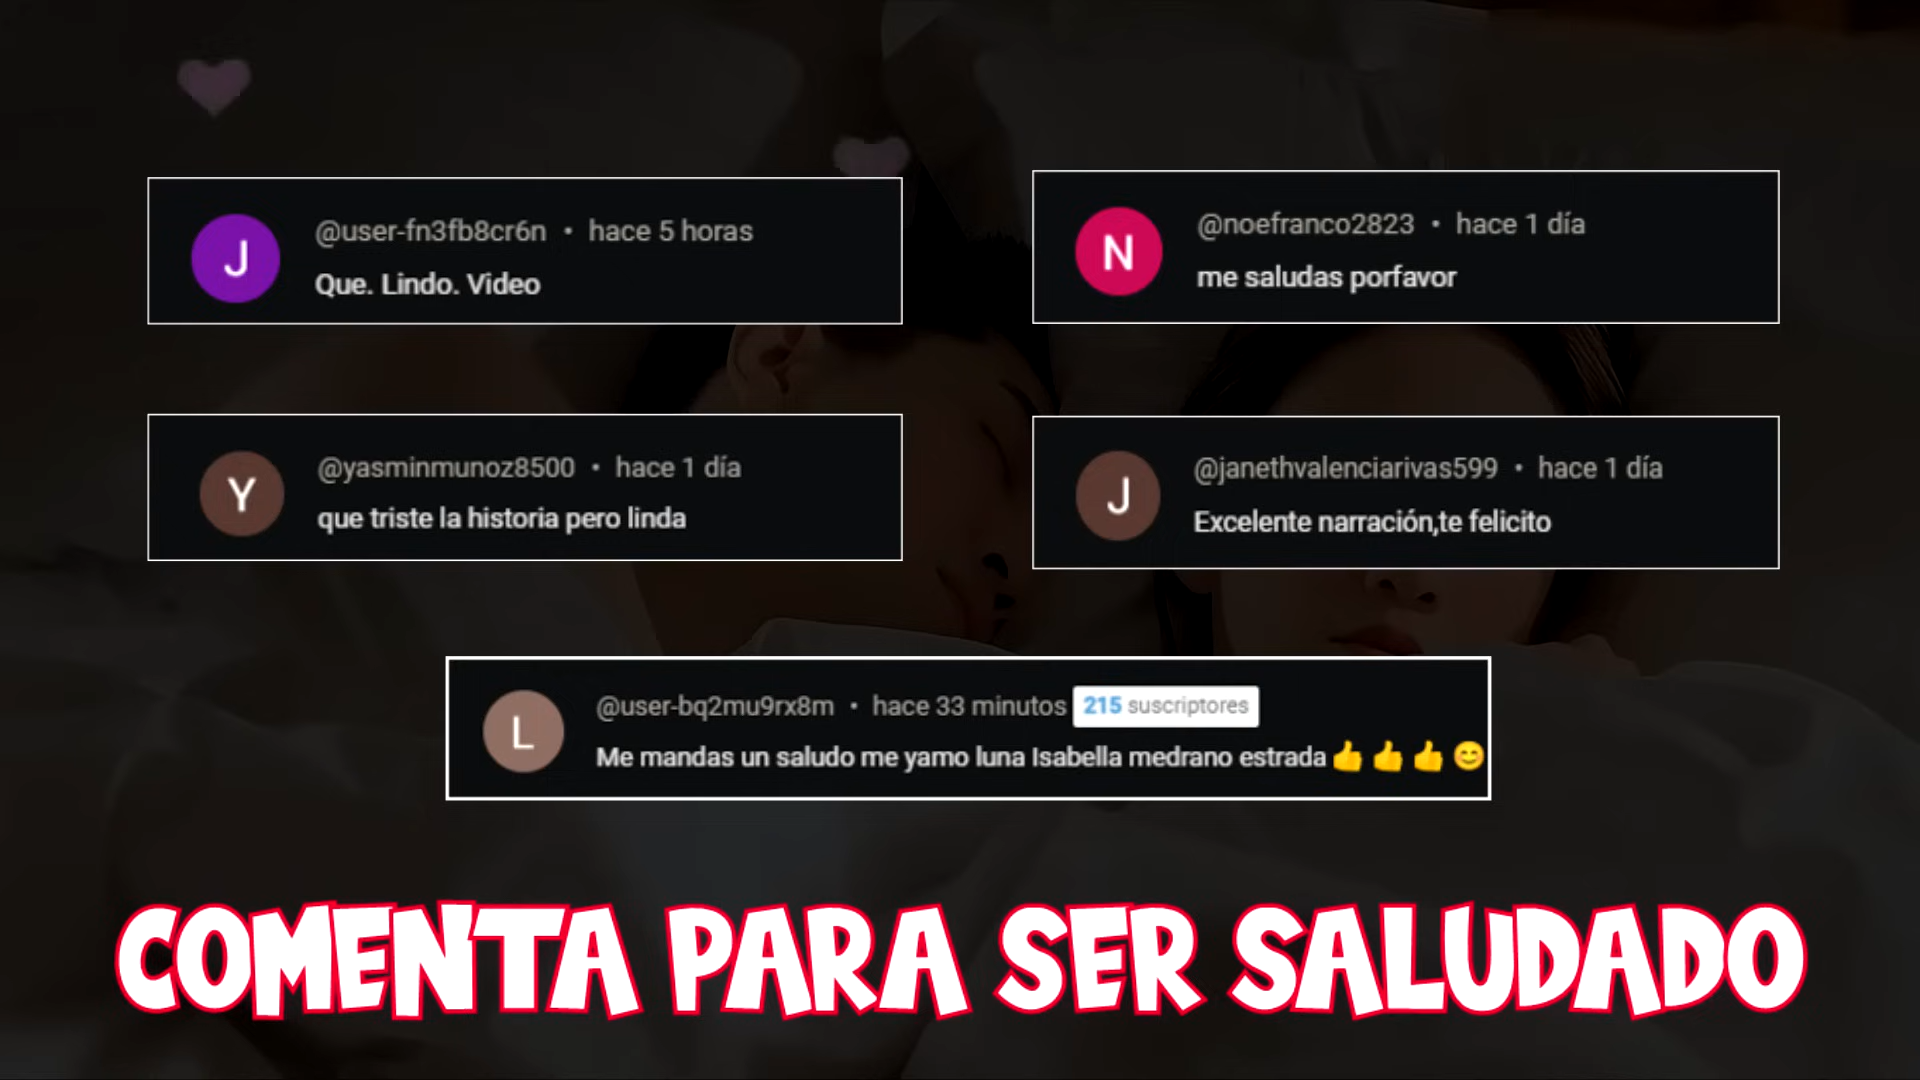 J
@user-fn3fb8cr6n • hace 5 horas
Que. Lindo. Video
N
@noefranco2823 • hace 1 día
me saludas porfavor
Y
@yasminmunoz8500 • hace 1 día
que triste la historia pero linda
J
@janethvalenciarivas599 • hace 1 día
Excelente narración,te felicito
L
@user-bq2mu9rx8m • hace 33 minutos 215 suscriptores
Me mandas un saludo me yamo luna Isabella medrano estrada 👍 👍 👍 😊
COMENTA PARA SER SALUDADO